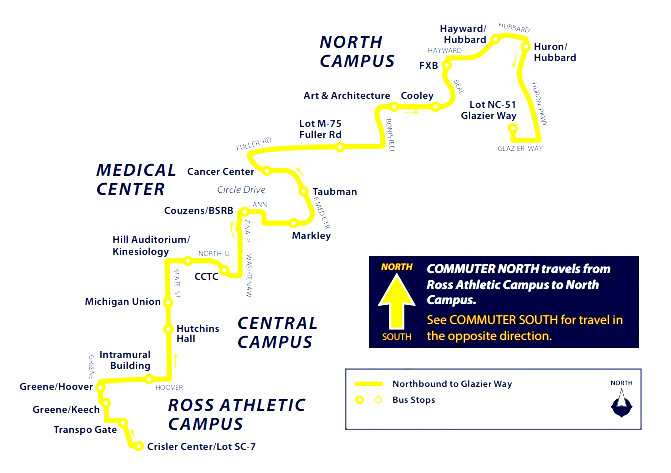 Hayward/
Hubbard
HUBBARD
NORTH
CAMPUS
HAYWARD
Huron/
Hubbard
FXB
BEAL
Art & Architecture
Cooley
Lot NC-51
Glazier Way
HURON PKWY
Lot M-75
Fuller Rd
BONISTEEL
FULLER RD
GLAZIER WAY
MEDICAL
CENTER
Cancer Center
Circle Drive
Taubman
E MED CTR
Couzens/BSRB
ANN
Markley
Hill Auditorium/
Kinesiology
NORTH U
CCTC
STATE ST
NORTH
SOUTH
COMMUTER NORTH travels from
Ross Athletic Campus to North
Campus.
See COMMUTER SOUTH for travel in
the opposite direction.
Michigan Union
CENTRAL
CAMPUS
Hutchins
Hall
Intramural
Building
GREENE
Greene/Hoover
HOOVER
Northbound to Glazier Way
NORTH
Bus Stops
Greene/Keech
ROSS ATHLETIC
CAMPUS
Transpo Gate
Crisler Center/Lot SC-7